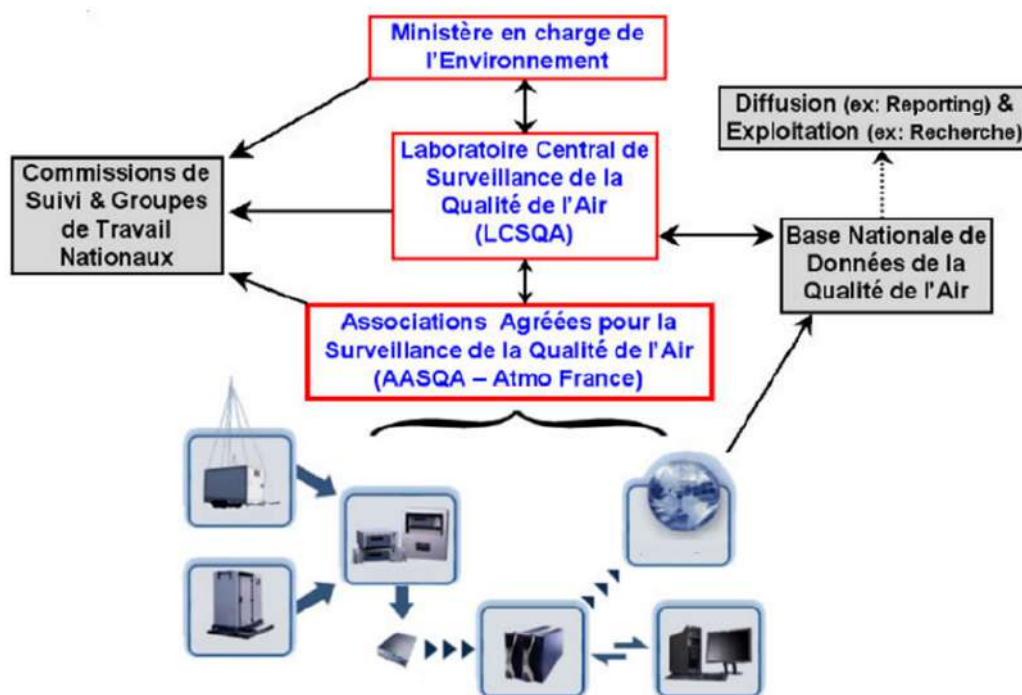 Ministère en charge de
l'Environnement
Diffusion (ex: Reporting) &
Exploitation (ex: Recherche)
Laboratoire Central de
Surveillance de la
Qualité de l'Air
(LCSQA)
Commissions de
Suivi & Groupes
de Travail
Nationaux
Base Nationale de
Données de la
Qualité de l'Air
Associations Agréées pour la
Surveillance de la Qualité de l'Air
(AASQA – Atmo France)